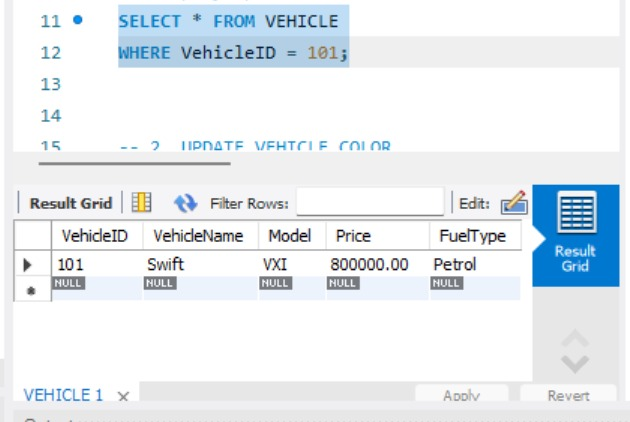 11 SELECT * FROM VEHICLE
12 WHERE VehicleID = 101;
13
14
15 -- 2. UPDATE VEHICLE COLOR
Result Grid Filter Rows: Edit:
VehicleID VehicleName Model Price FuelType
101 Swift VXI 800000.00 Petrol
NULL NULL NULL NULL NULL
Result
Grid
VEHICLE 1 Apply Revert